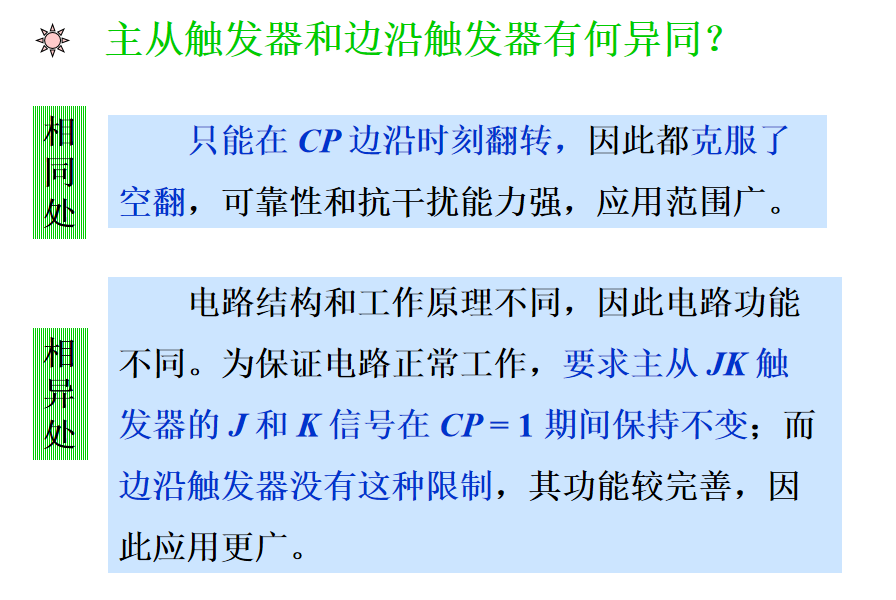 主从触发器和边沿触发器有何异同？
相同处
只能在 CP 边沿时刻翻转，因此都克服了
空翻，可靠性和抗干扰能力强，应用范围广。
相异处
电路结构和工作原理不同，因此电路功能
不同。为保证电路正常工作，要求主从 JK 触
发器的 J 和 K 信号在 CP = 1 期间保持不变；而
边沿触发器没有这种限制，其功能较完善，因
此应用更广。